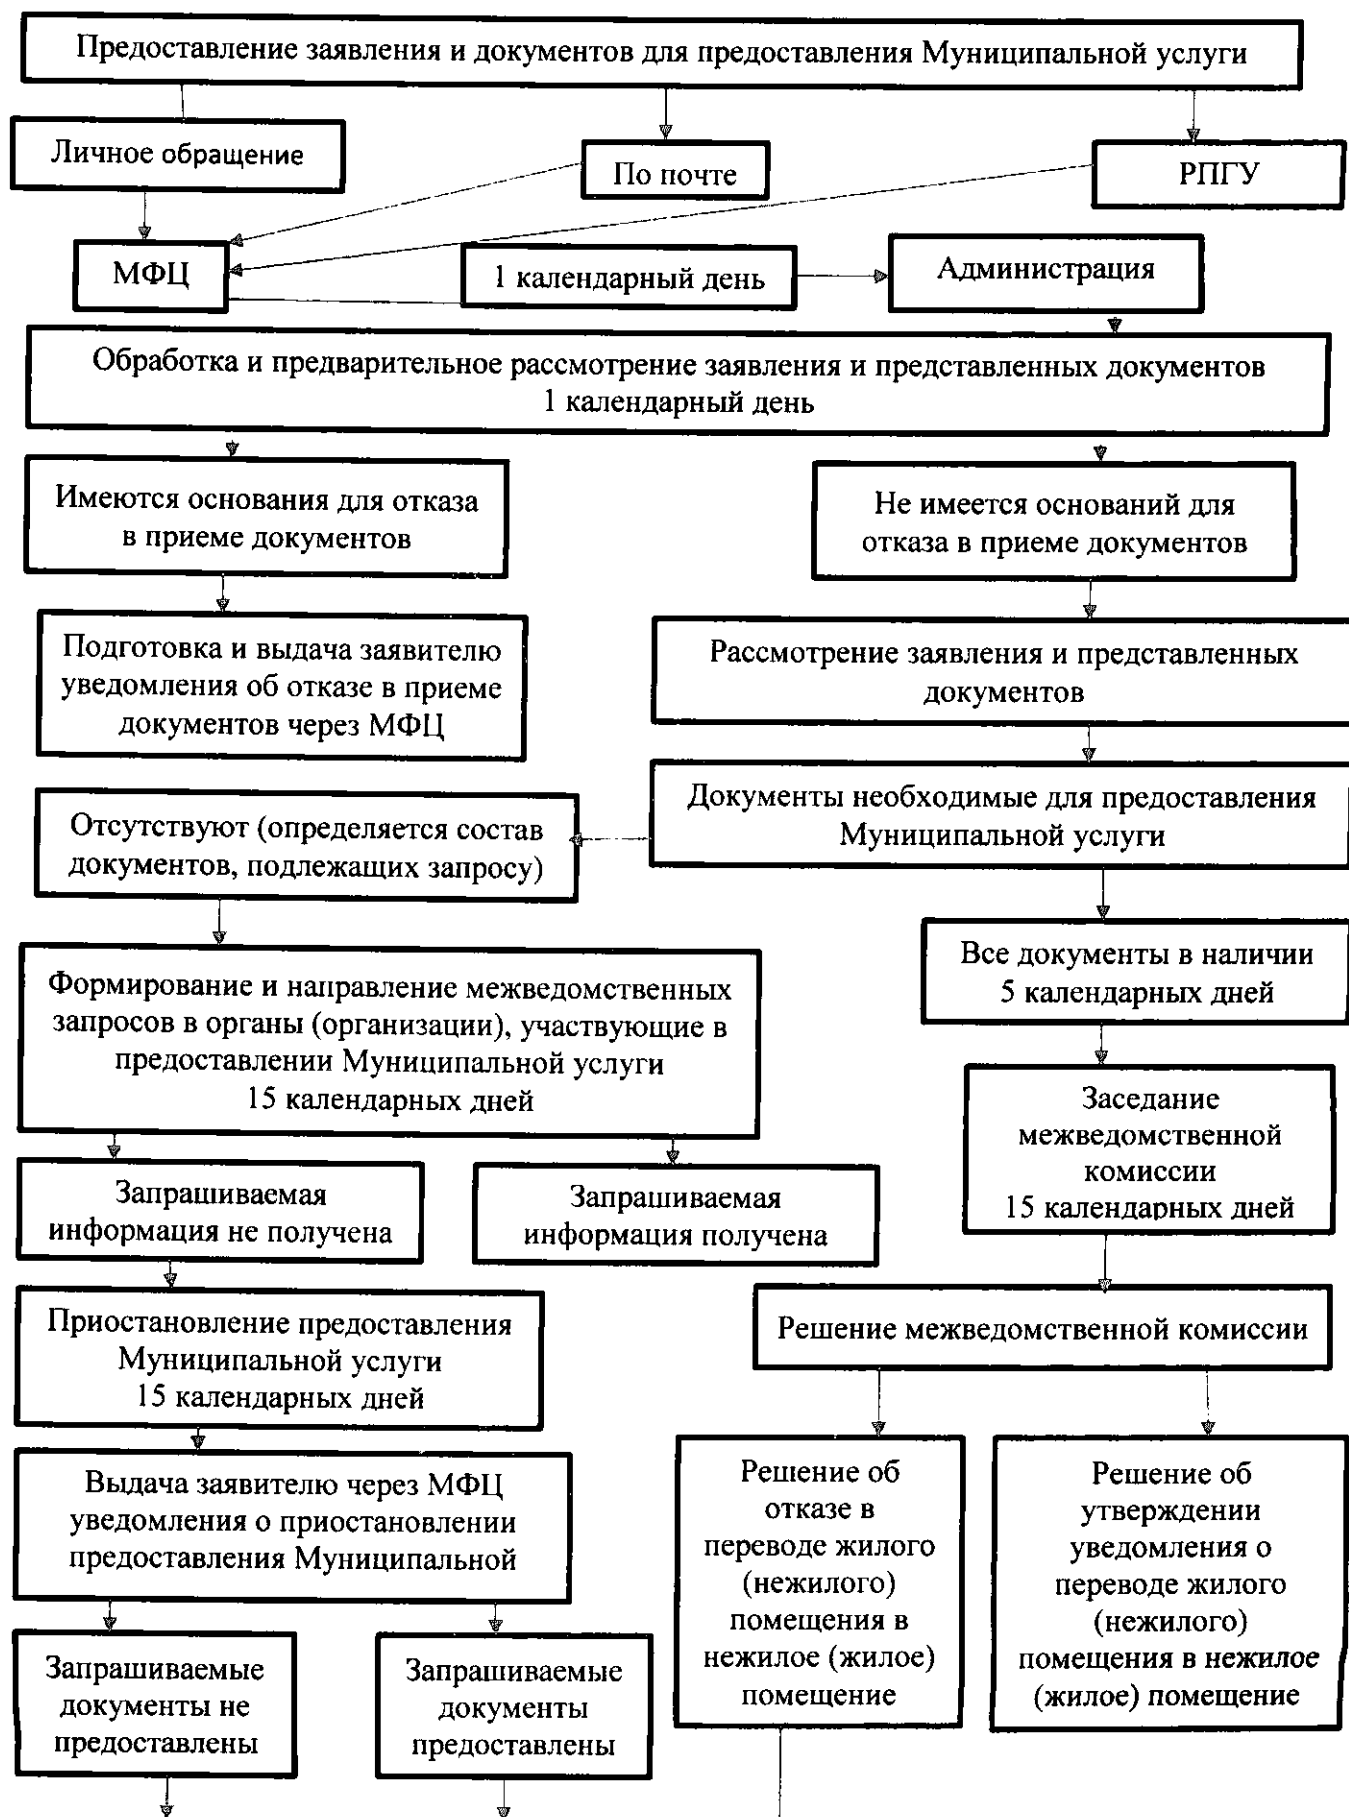 Предоставление заявления и документов для предоставления Муниципальной услуги
Личное обращение
По почте
РПГУ
МФЦ
1 календарный день
Администрация
Обработка и предварительное рассмотрение заявления и представленных документов
1 календарный день
Имеются основания для отказа
в приеме документов
Не имеется оснований для
отказа в приеме документов
Подготовка и выдача заявителю
уведомления об отказе в приеме
документов через МФЦ
Рассмотрение заявления и представленных
документов
Документы необходимые для предоставления
Муниципальной услуги
Отсутствуют (определяется состав
документов, подлежащих запросу)
Все документы в наличии
5 календарных дней
Формирование и направление межведомственных
запросов в органы (организации), участвующие в
предоставлении Муниципальной услуги
15 календарных дней
Заседание
межведомственной
комиссии
15 календарных дней
Запрашиваемая
информация не получена
Запрашиваемая
информация получена
Приостановление предоставления
Муниципальной услуги
15 календарных дней
Решение межведомственной комиссии
Выдача заявителю через МФЦ
уведомления о приостановлении
предоставления Муниципальной
Решение об
отказе в
переводе жилого
(нежилого)
помещения в
нежилое (жилое)
помещение
Решение об
утверждении
уведомления о
переводе жилого
(нежилого)
помещения в нежилое
(жилое) помещение
Запрашиваемые
документы не
предоставлены
Запрашиваемые
документы
предоставлены